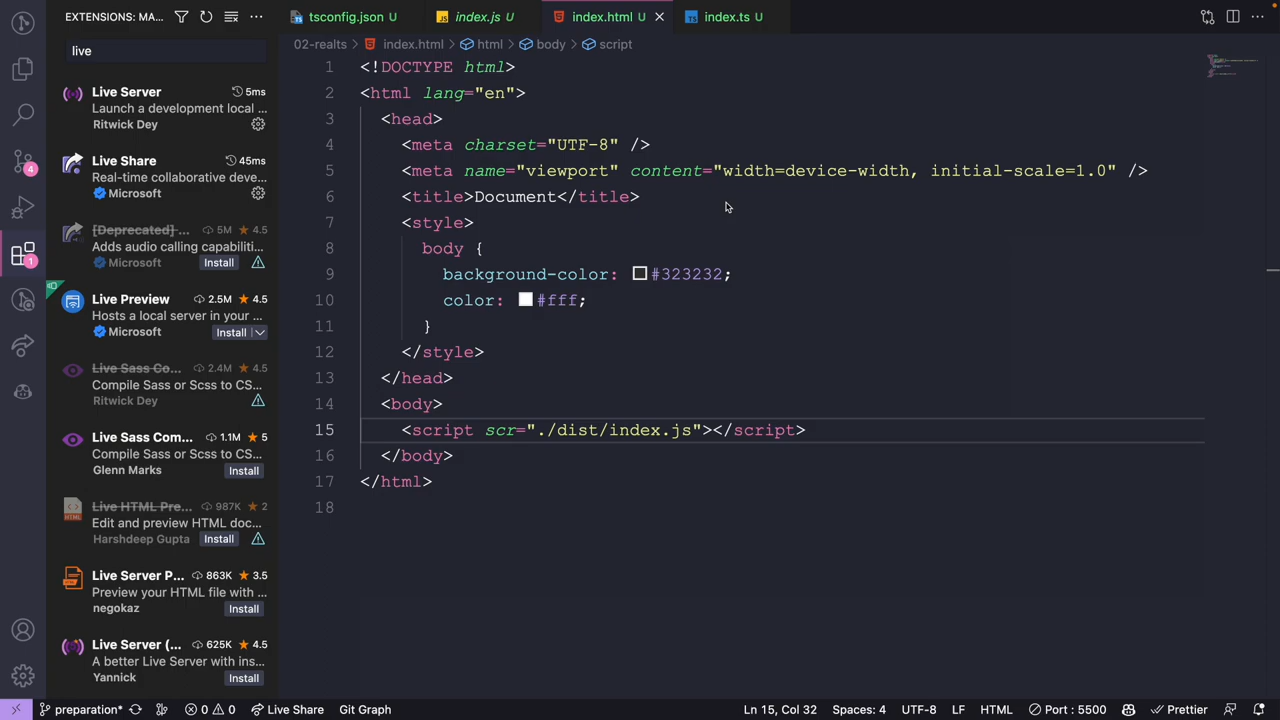 EXTENSIONS: MA...
live
Live Server 5ms
Launch a development local ...
Ritwick Dey
Live Share 45ms
Real-time collaborative deve...
Microsoft
[Deprecated] ... 5M 4.5
Adds audio calling capabiliti...
Microsoft Install
Live Preview 2.5M 4.5
Hosts a local server in your ...
Microsoft Install
Live Sass Co... 2.4M 4.5
Compile Sass or Scss to CS...
Ritwick Dey
Live Sass Com... 1.1M 5
Compile Sass or Scss to CS...
Glenn Marks Install
Live HTML Pre... 987K 2
Edit and preview HTML doc...
Harshdeep Gupta Install
Live Server P... 863K 3.5
Preview your HTML file with ...
negokaz Install
Live Server (... 625K 4.5
A better Live Server with ins...
Yannick Install
4
1
tsconfig.json U index.js U index.html U index.ts U
02-realts > index.html > html > body > script
1 <!DOCTYPE html>
2 <html lang="en">
3 <head>
4 <meta charset="UTF-8" />
5 <meta name="viewport" content="width=device-width, initial-scale=1.0" />
6 <title>Document</title>
7 <style>
8 body {
9 background-color: #323232;
10 color: #fff;
11 }
12 </style>
13 </head>
14 <body>
15 <script scr="./dist/index.js"></script>
16 </body>
17 </html>
18
preparation* 0 0 Live Share Git Graph Ln 15, Col 32 Spaces: 4 UTF-8 LF HTML Port : 5500 Prettier